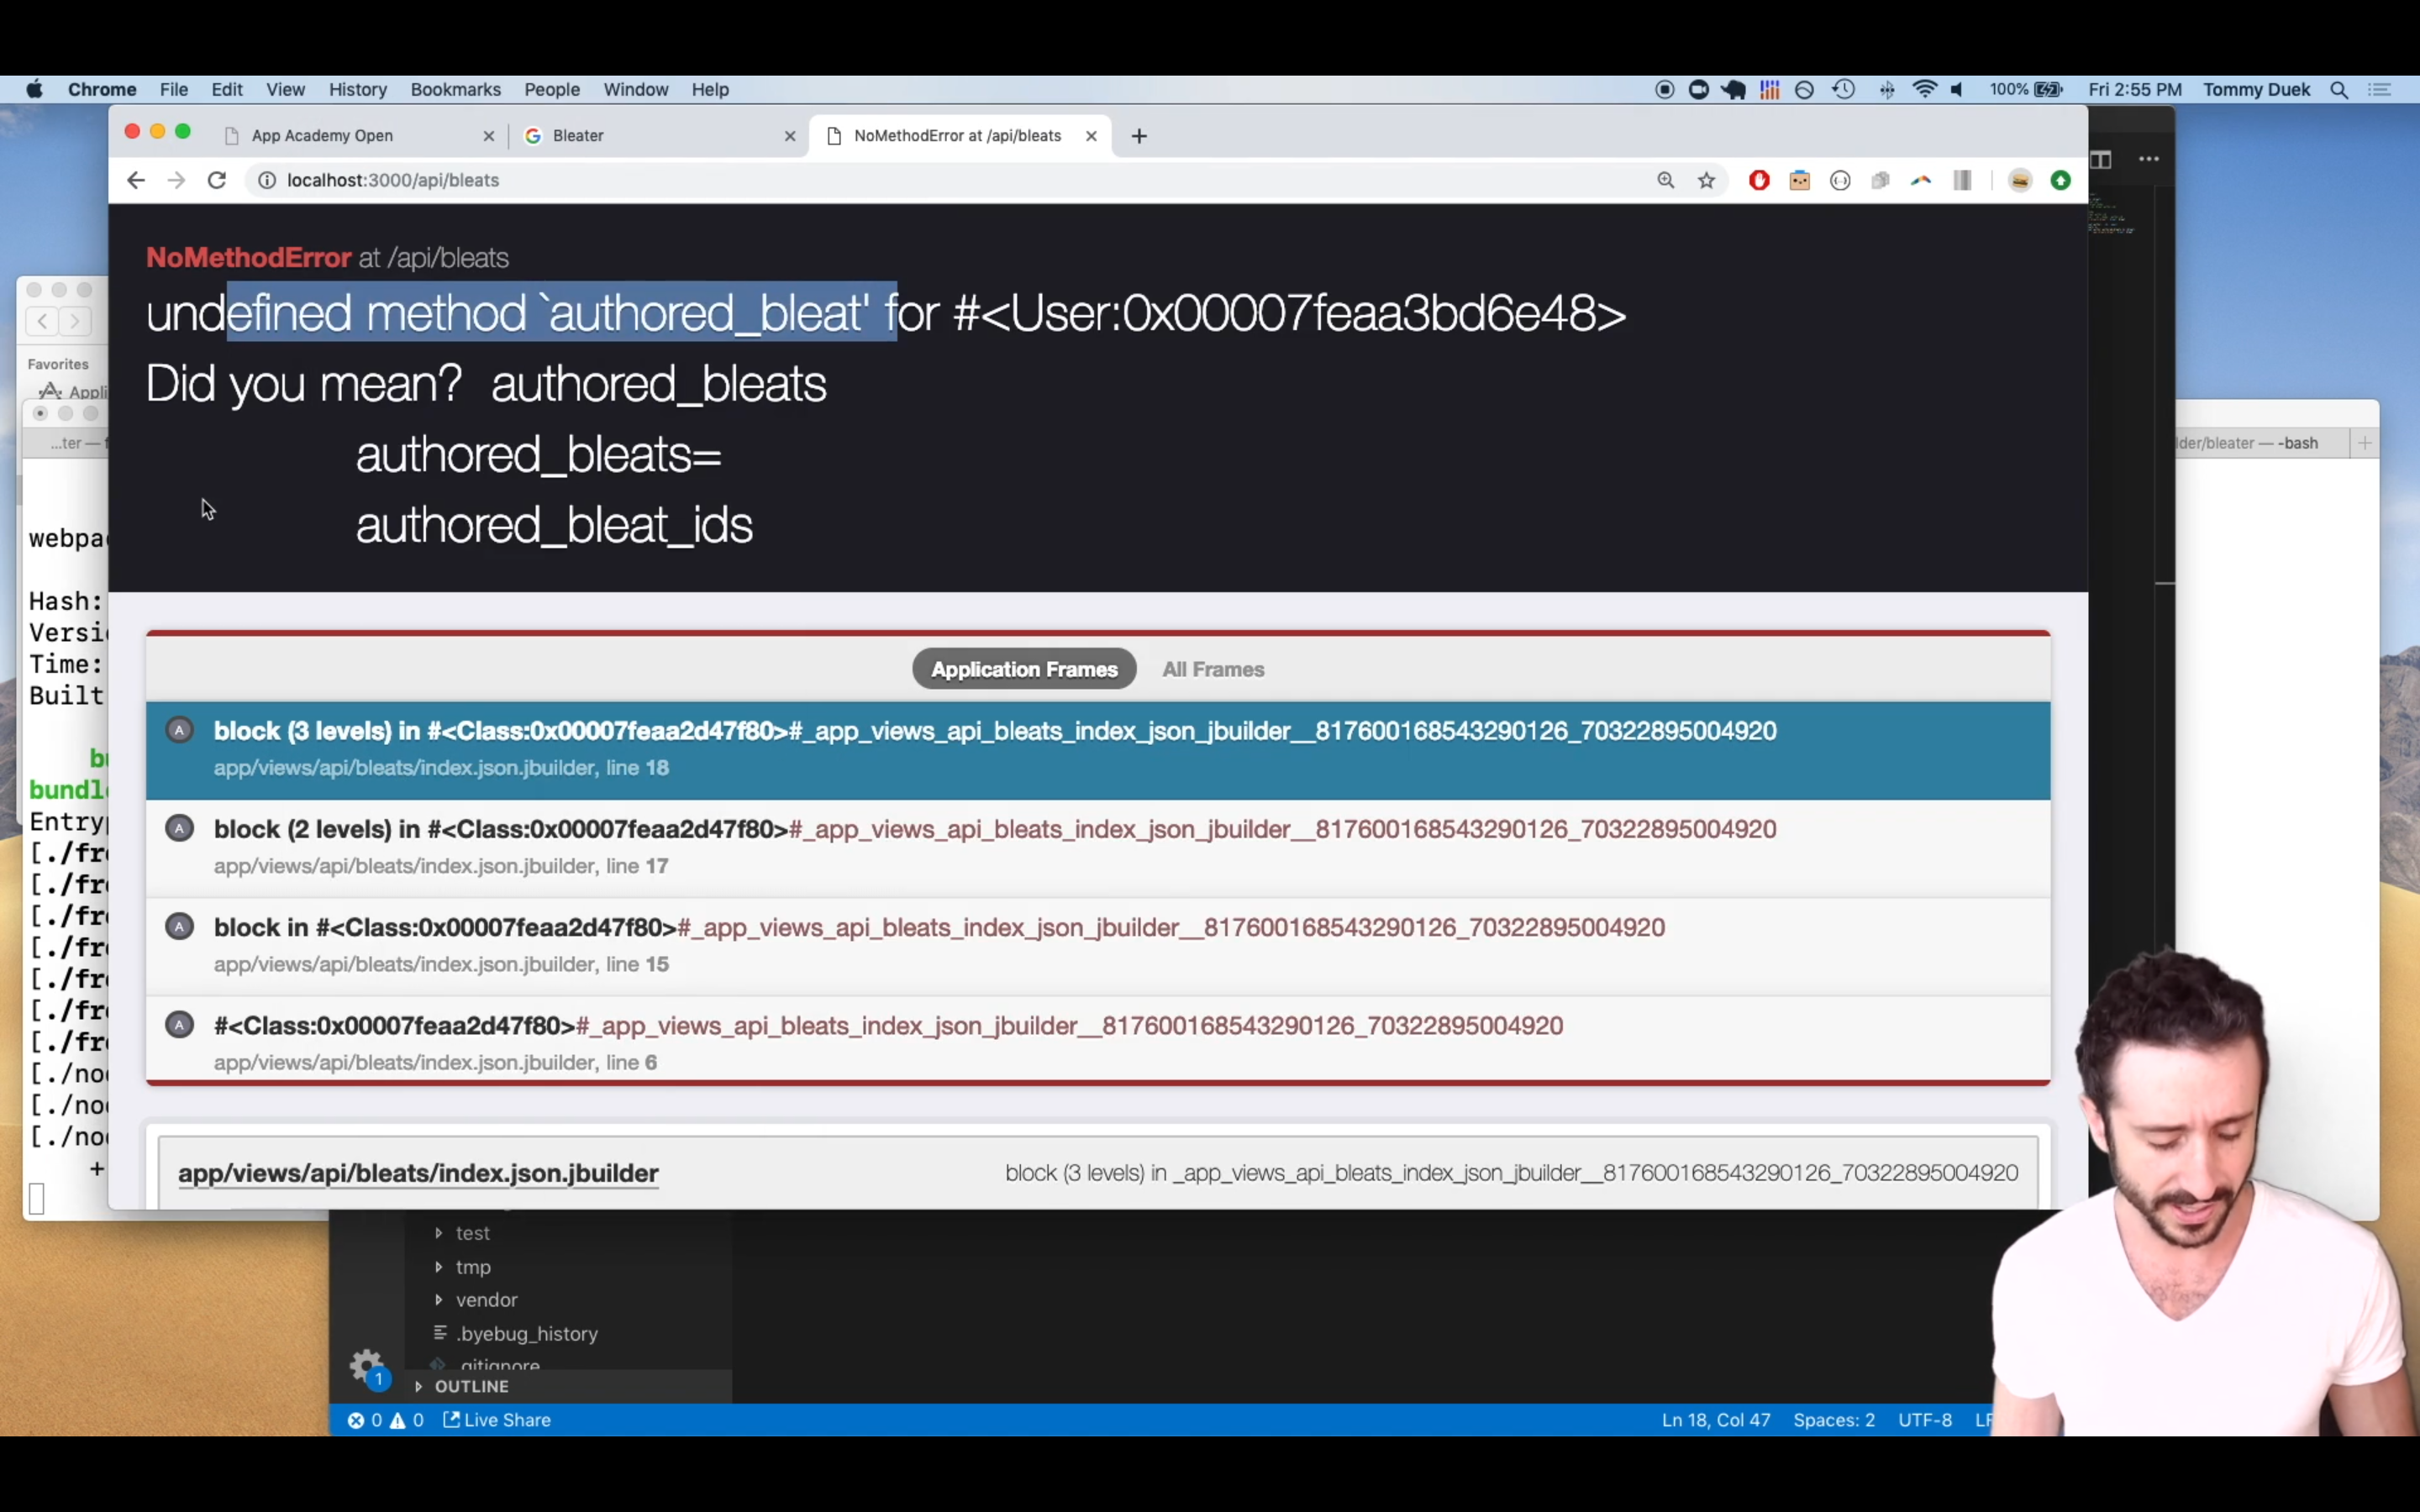 Chrome File Edit View History Bookmarks People Window Help
100% Fri 2:55 PM Tommy Duek
App Academy Open
Bleater
NoMethodError at /api/bleats
localhost:3000/api/bleats
NoMethodError at /api/bleats
undefined method `authored_bleat' for #<User:0x00007feaa3bd6e48>
Did you mean? authored_bleats
authored_bleats=
authored_bleat_ids
Application Frames All Frames
block (3 levels) in #<Class:0x00007feaa2d47f80>#_app_views_api_bleats_index_json_jbuilder__817600168543290126_70322895004920
app/views/api/bleats/index.json.jbuilder, line 18
block (2 levels) in #<Class:0x00007feaa2d47f80>#_app_views_api_bleats_index_json_jbuilder__817600168543290126_70322895004920
app/views/api/bleats/index.json.jbuilder, line 17
block in #<Class:0x00007feaa2d47f80>#_app_views_api_bleats_index_json_jbuilder__817600168543290126_70322895004920
app/views/api/bleats/index.json.jbuilder, line 15
#<Class:0x00007feaa2d47f80>#_app_views_api_bleats_index_json_jbuilder__817600168543290126_70322895004920
app/views/api/bleats/index.json.jbuilder, line 6
app/views/api/bleats/index.json.jbuilder
block (3 levels) in _app_views_api_bleats_index_json_jbuilder__817600168543290126_70322895004920
Favorites
Appli
...ter — f
der/bleater — -bash
webpa
Hash:
Versi
Time:
Built
bu
bundl
Entry
[./fr
[./fr
[./fr
[./fr
[./fr
[./fr
[./fr
[./no
[./no
[./no
+
test
tmp
vendor
.byebug_history
.gitignore
OUTLINE
1
0 0 Live Share
Ln 18, Col 47 Spaces: 2 UTF-8 LF